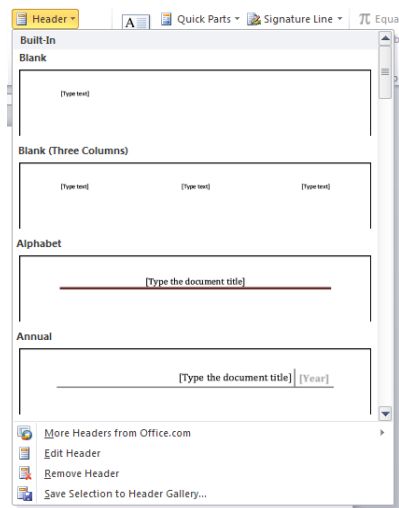 Header
A Quick Parts Signature Line π Equa
Built-In
Blank
[Type text]
Blank (Three Columns)
[Type text] [Type text] [Type text]
Alphabet
[Type the document title]
Annual
[Type the document title] [Year]
More Headers from Office.com
Edit Header
Remove Header
Save Selection to Header Gallery...